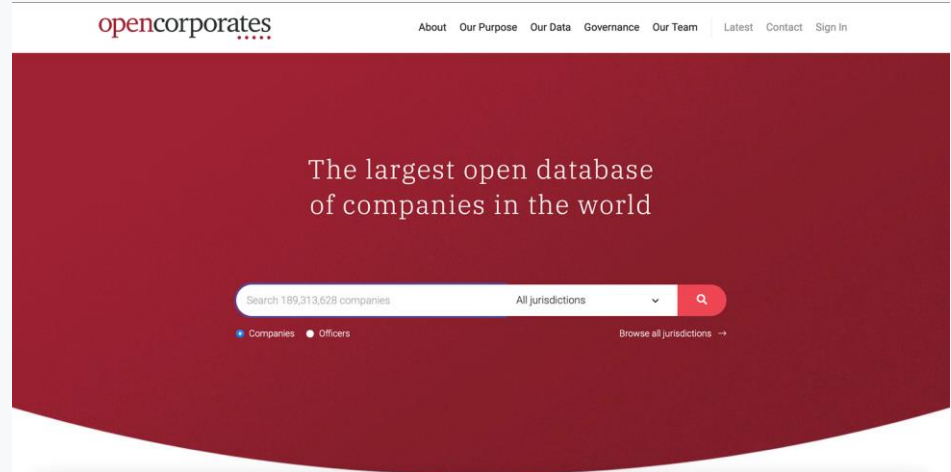 opencorporates
About Our Purpose Our Data Governance Our Team Latest Contact Sign In
The largest open database
of companies in the world
Search 189,313,628 companies All jurisdictions
Companies Officers Browse all jurisdictions →